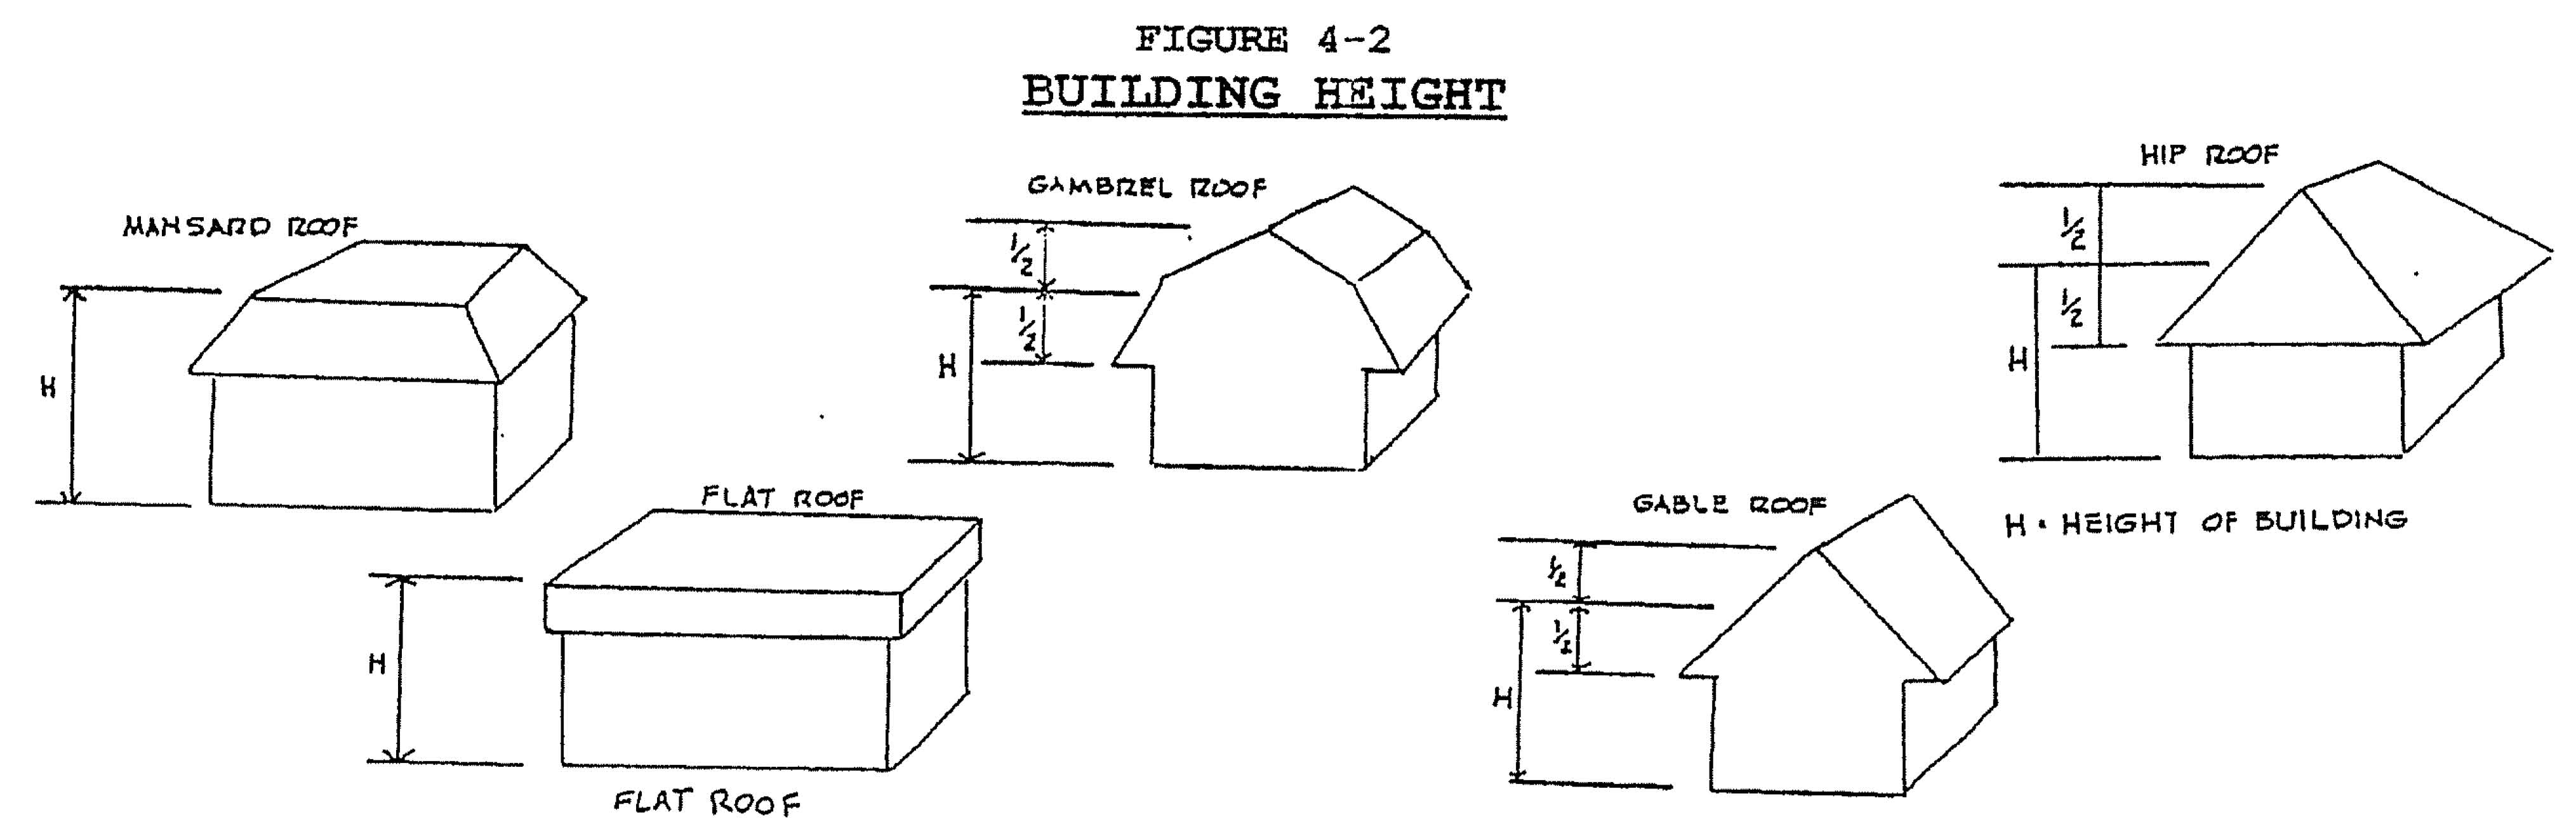 FIGURE 4-2
BUILDING HEIGHT
MANSARD ROOF
H
GAMBREL ROOF
1/2
1/2
H
HIP ROOF
1/2
1/2
H
FLAT ROOF
H
FLAT ROOF
GABLE ROOF
1/2
1/2
H
H • HEIGHT OF BUILDING